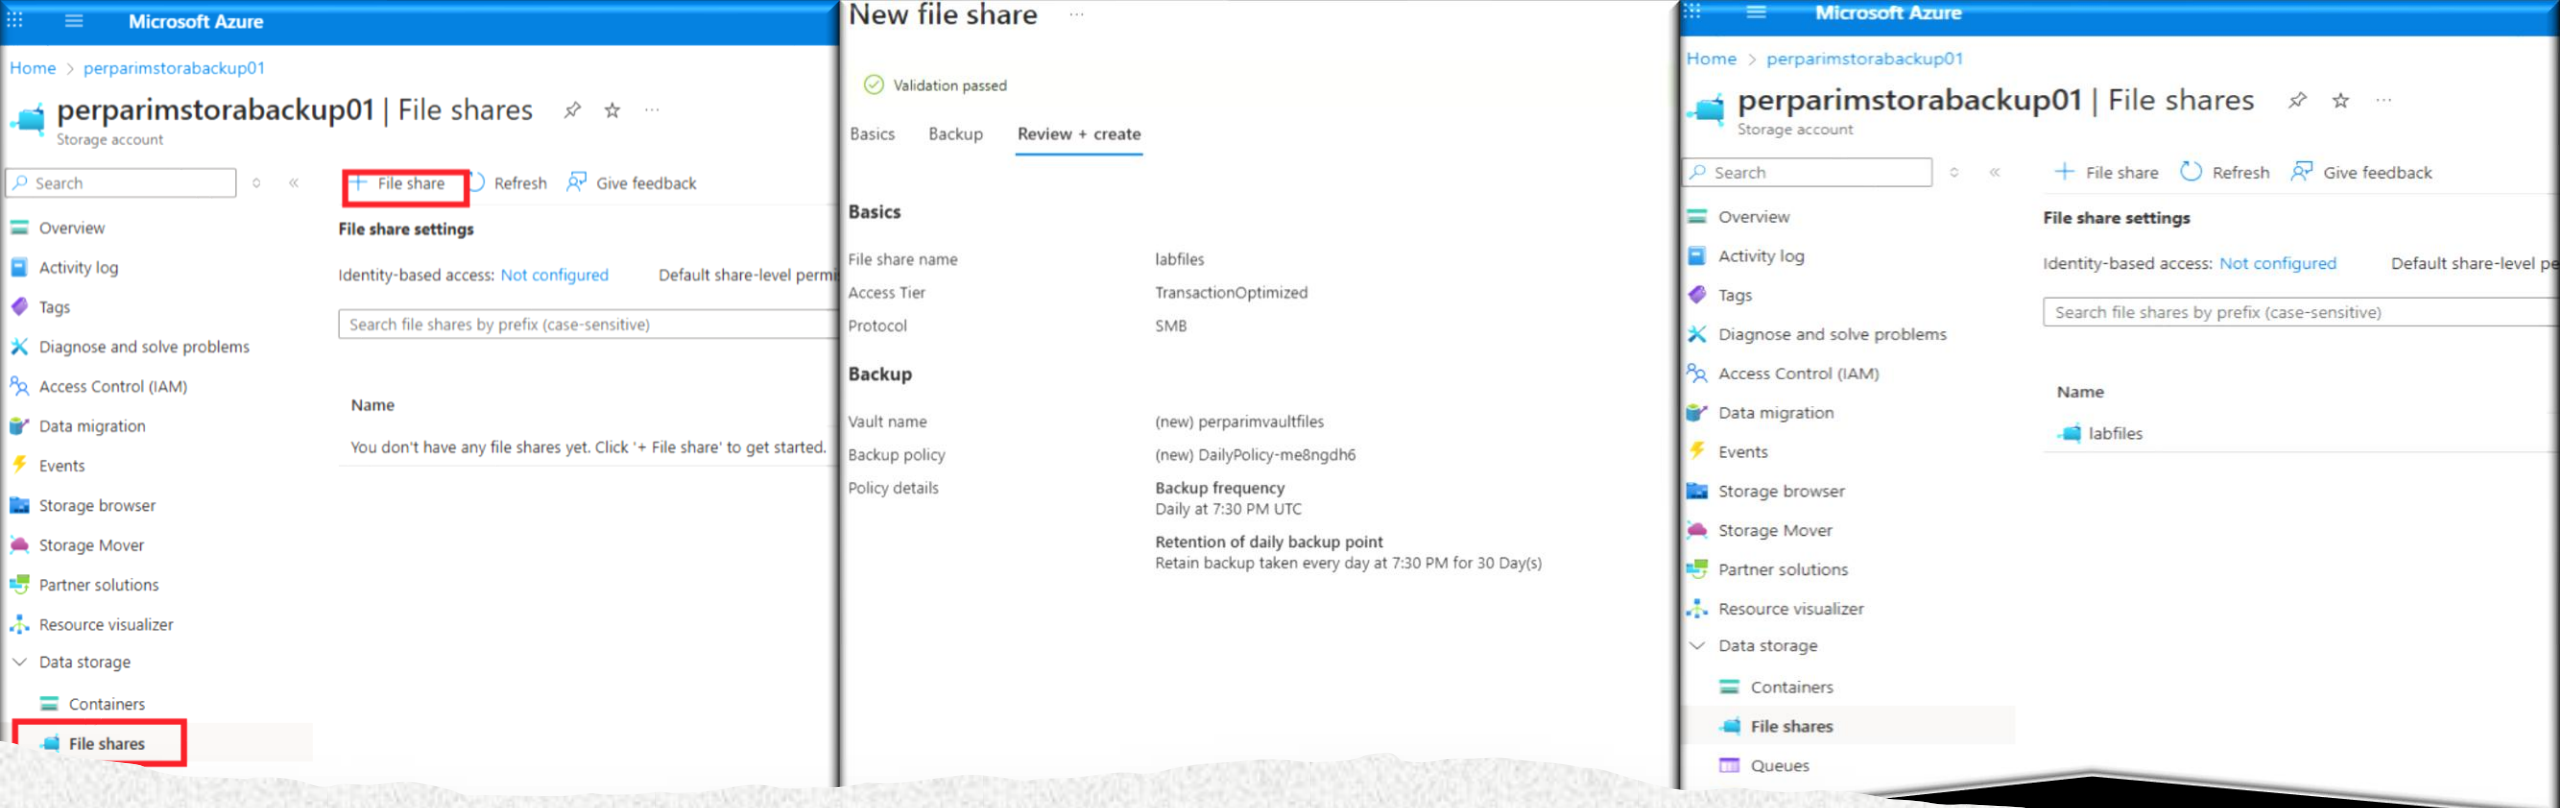 Microsoft Azure
Home > perparimstorabackup01
perparimstorabackup01 | File shares
Storage account
Search
+ File share Refresh Give feedback
Overview
Activity log
Tags
Diagnose and solve problems
Access Control (IAM)
Data migration
Events
Storage browser
Storage Mover
Partner solutions
Resource visualizer
Data storage
Containers
File shares
File share settings
Identity-based access: Not configured Default share-level permi
Search file shares by prefix (case-sensitive)
Name
You don't have any file shares yet. Click '+ File share' to get started.
New file share ...
Validation passed
Basics Backup Review + create
Basics
File share name labfiles
Access Tier TransactionOptimized
Protocol SMB
Backup
Vault name (new) perparimvaultfiles
Backup policy (new) DailyPolicy-me8ngdh6
Policy details Backup frequency
Daily at 7:30 PM UTC
Retention of daily backup point
Retain backup taken every day at 7:30 PM for 30 Day(s)
Microsoft Azure
Home > perparimstorabackup01
perparimstorabackup01 | File shares
Storage account
Search
+ File share Refresh Give feedback
Overview
Activity log
Tags
Diagnose and solve problems
Access Control (IAM)
Data migration
Events
Storage browser
Storage Mover
Partner solutions
Resource visualizer
Data storage
Containers
File shares
Queues
File share settings
Identity-based access: Not configured Default share-level pe
Search file shares by prefix (case-sensitive)
Name
labfiles